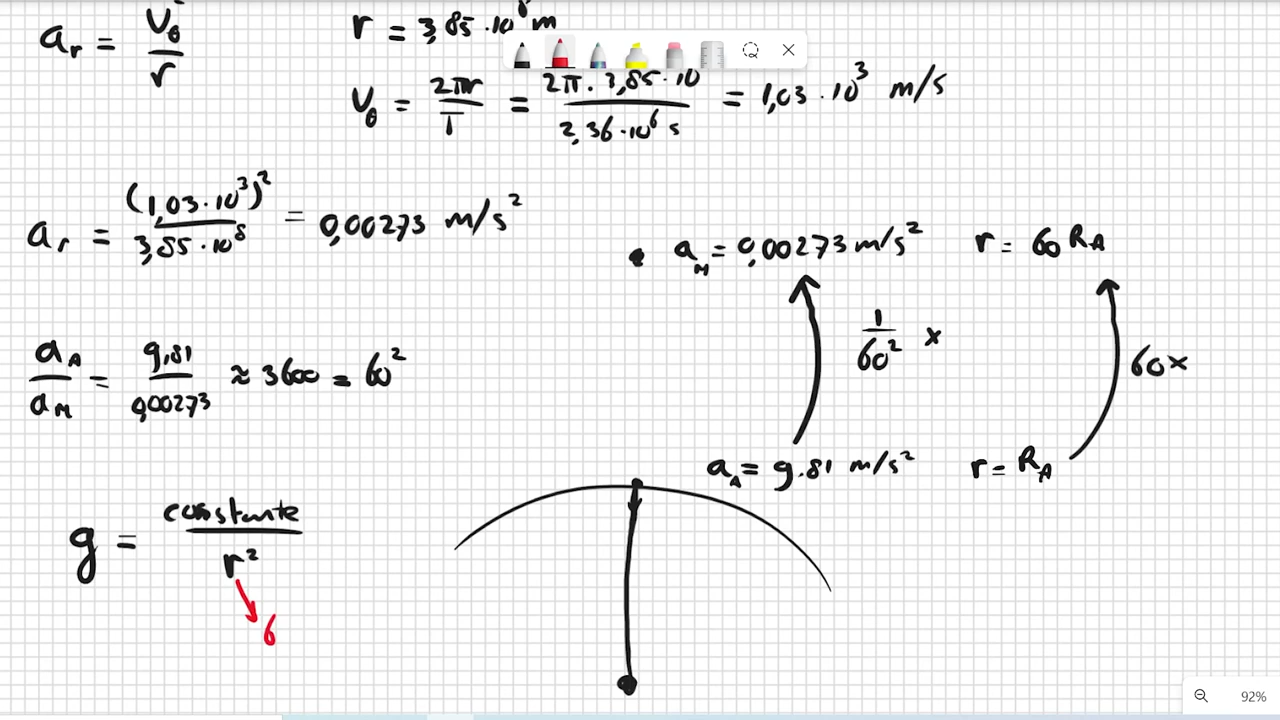 a_r = v_θ²/r
r = 3,85·10⁸ m
v_θ = 2πr/T = 2π·3,85·10/2,36·10⁶ s = 1,03·10³ m/s
a_r = (1,03·10³)²/3,85·10⁸ = 0,00273 m/s²
a_M = 0,00273 m/s² r = 60 R_A
1/60² × 60×
a_A/a_M = 9,81/0,00273 ≈ 3600 = 60²
a_A = 9.81 m/s² r = R_A
g = constante/r²
6
92%